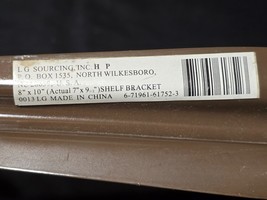 L G SOURCING, INC. H P
P.O. BOX 1535, NORTH WILKESBORO,
8" x 10" (Actual 7" x 9..")SHELF BRACKET
0013 LG MADE IN CHINA 6-71961-61752-3